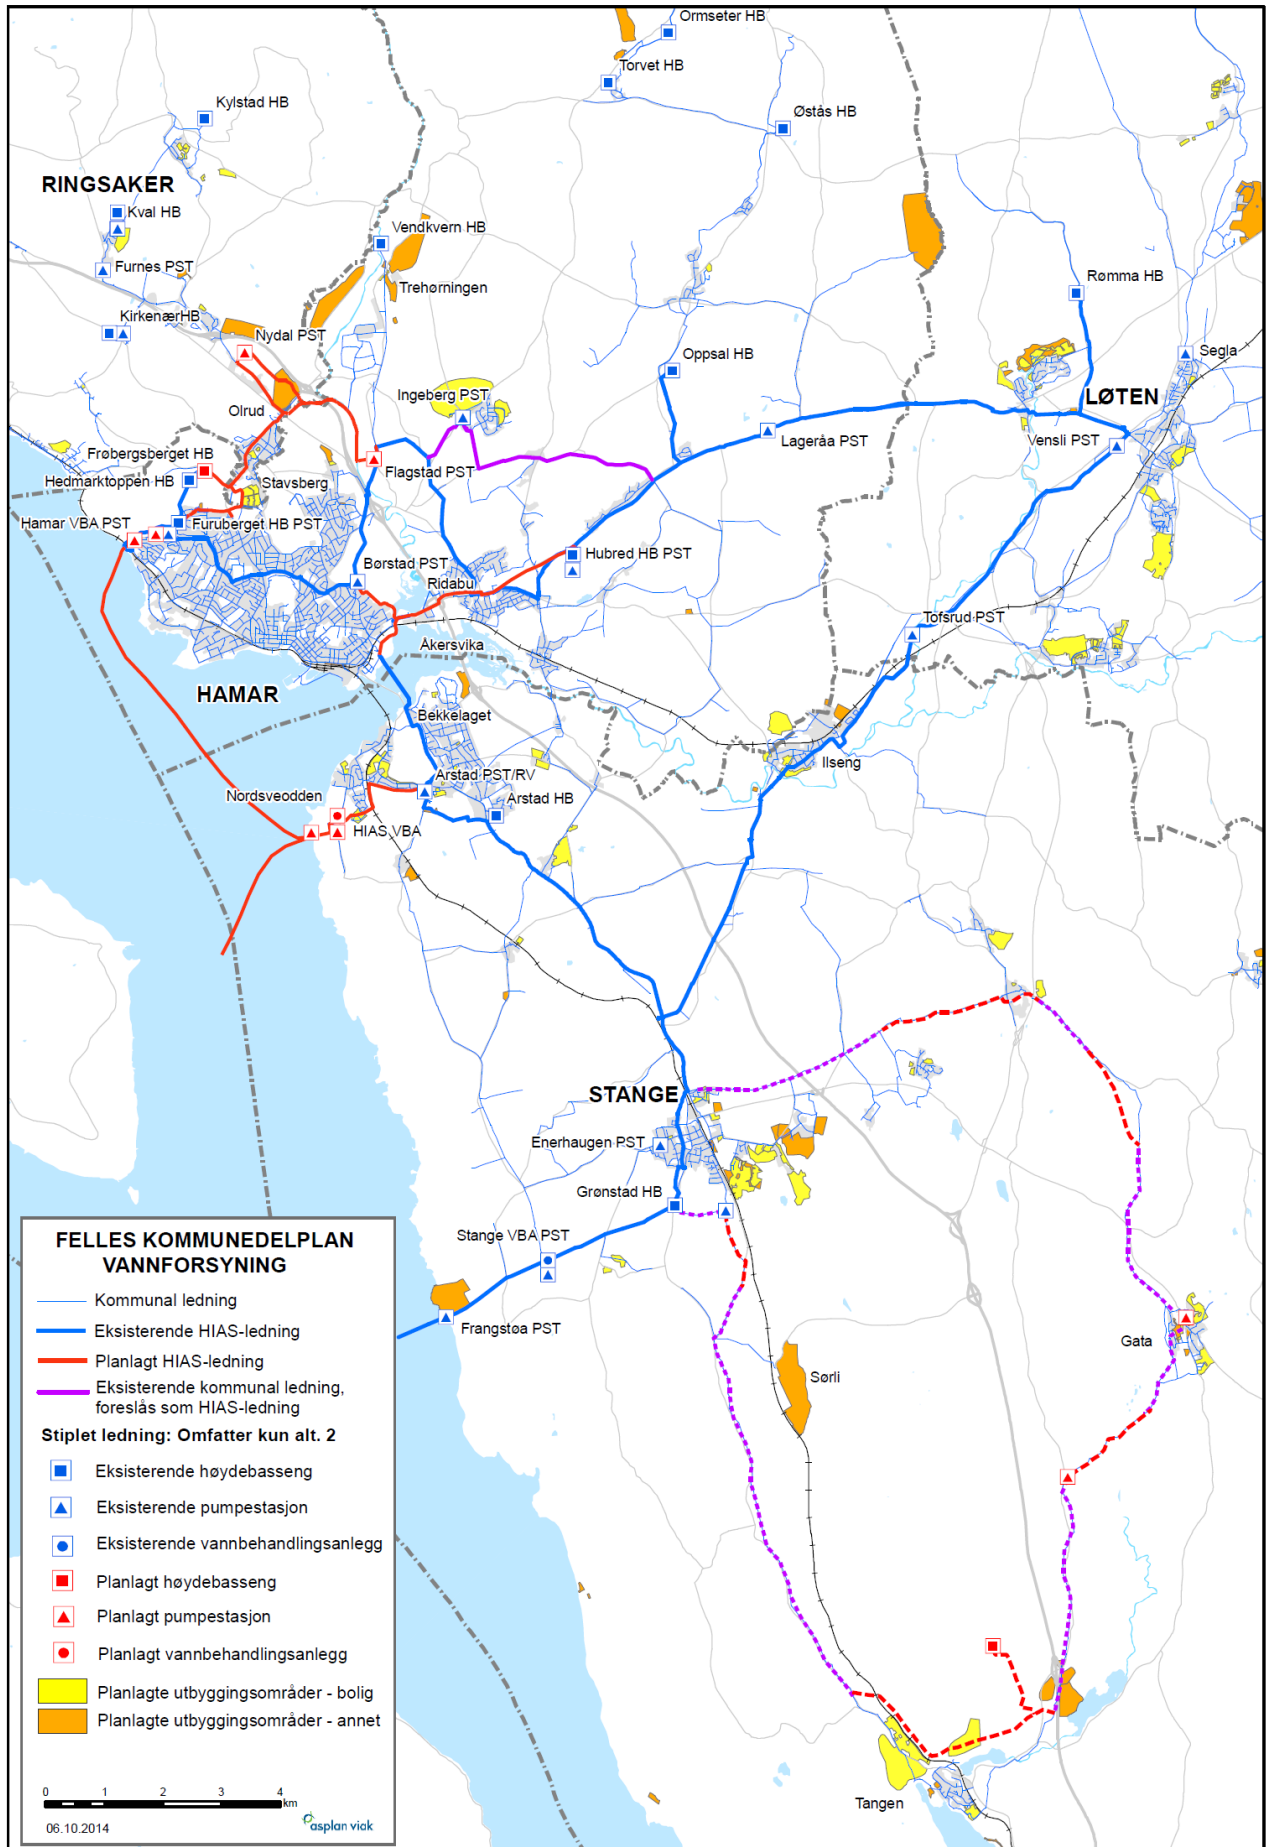 Ormseter HB
Torvet HB
Kylstad HB
Østås HB
RINGSAKER
Kval HB
Vendkvern HB
Furnes PST
Rømma HB
Trehørningen
KirkenærHB
Nydal PST
Segla
Oppsal HB
Ingeberg PST
LØTEN
Olrud
Lageråa PST
Vensli PST
Frøbergsberget HB
Flagstad PST
Hedmarktoppen HB
Stavsberg
Hamar VBA PST
Furuberget HB PST
Hubred HB PST
Børstad PST
Ridabu
Tofsrud PST
Åkersvika
HAMAR
Bekkelaget
Ilseng
Arstad PST/RV
Nordsveodden
Arstad HB
HIAS VBA
STANGE
Enerhaugen PST
Grønstad HB
Stange VBA PST
Frangstøa PST
Gata
Sørli
Tangen
FELLES KOMMUNEDELPLAN
VANNFORSYNING
Kommunal ledning
Eksisterende HIAS-ledning
Planlagt HIAS-ledning
Eksisterende kommunal ledning,
foreslås som HIAS-ledning
Stiplet ledning: Omfatter kun alt. 2
Eksisterende høydebasseng
Eksisterende pumpestasjon
Eksisterende vannbehandlingsanlegg
Planlagt høydebasseng
Planlagt pumpestasjon
Planlagt vannbehandlingsanlegg
Planlagte utbyggingsområder - bolig
Planlagte utbyggingsområder - annet
0 1 2 3 4
km
06.10.2014
asplan viak